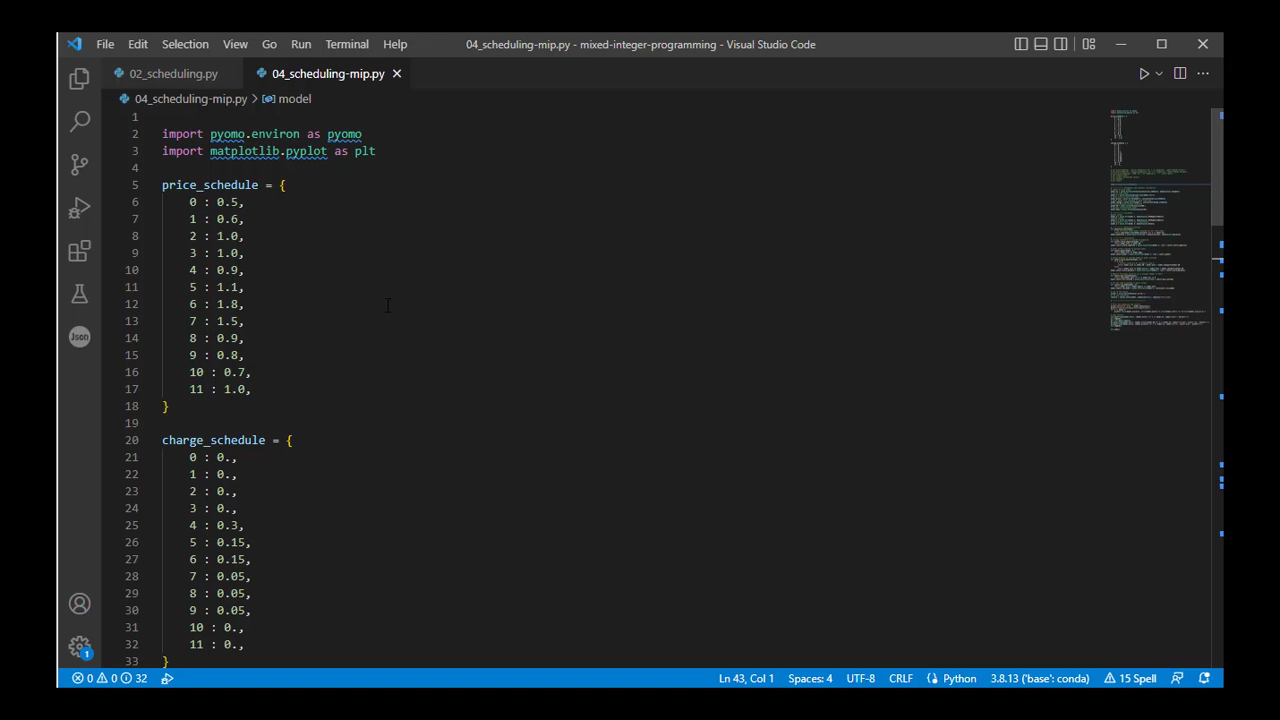 File Edit Selection View Go Run Terminal Help 04_scheduling-mip.py - mixed-integer-programming - Visual Studio Code
02_scheduling.py 04_scheduling-mip.py
04_scheduling-mip.py > model
1
2 import pyomo.environ as pyomo
3 import matplotlib.pyplot as plt
4
5 price_schedule = {
6 0 : 0.5,
7 1 : 0.6,
8 2 : 1.0,
9 3 : 1.0,
10 4 : 0.9,
11 5 : 1.1,
12 6 : 1.8,
13 7 : 1.5,
14 8 : 0.9,
15 9 : 0.8,
16 10 : 0.7,
17 11 : 1.0,
18 }
19
20 charge_schedule = {
21 0 : 0.,
22 1 : 0.,
23 2 : 0.,
24 3 : 0.,
25 4 : 0.3,
26 5 : 0.15,
27 6 : 0.15,
28 7 : 0.05,
29 8 : 0.05,
30 9 : 0.05,
31 10 : 0.,
32 11 : 0.,
33 }
Json
1
0 0 32 Ln 43, Col 1 Spaces: 4 UTF-8 CRLF Python 3.8.13 ('base': conda) 15 Spell